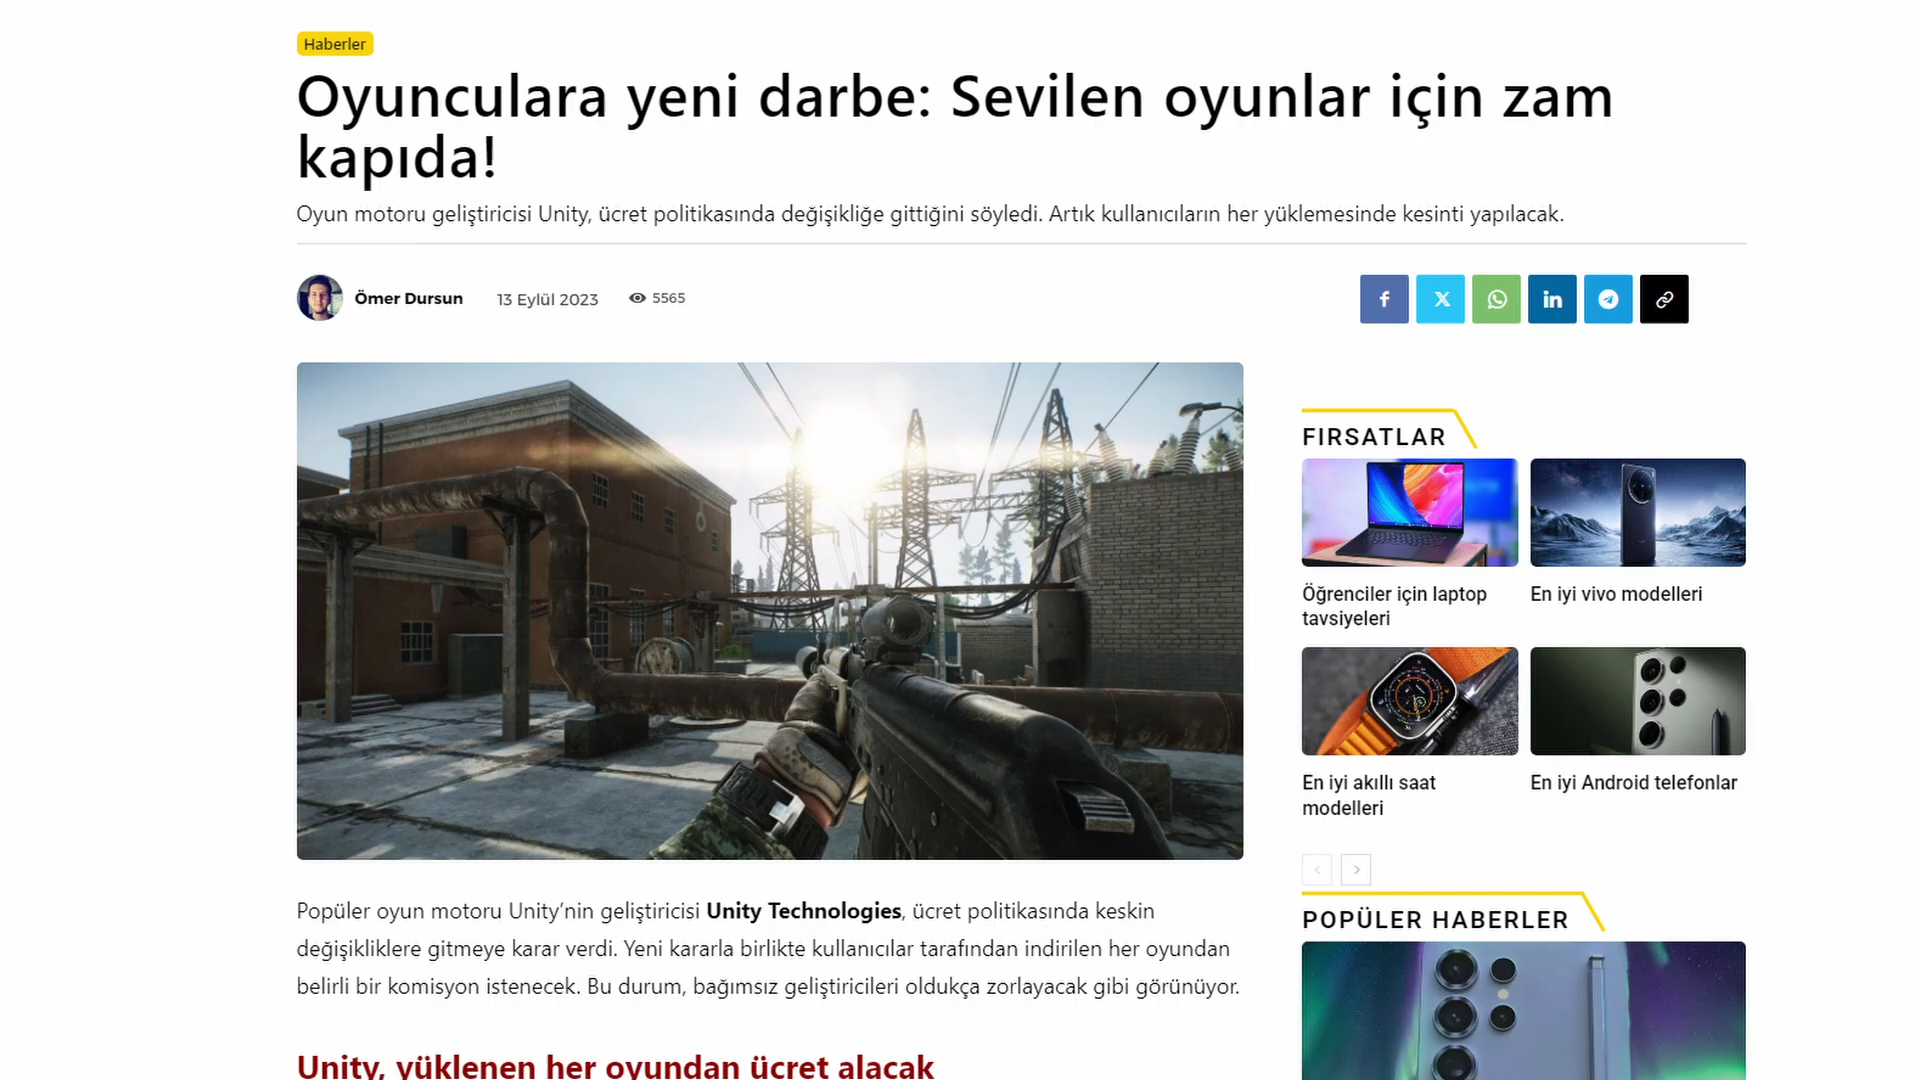 Haberler
Oyunculara yeni darbe: Sevilen oyunlar için zam
kapıda!
Oyun motoru geliştiricisi Unity, ücret politikasında değişikliğe gittiğini söyledi. Artık kullanıcıların her yüklemesinde kesinti yapılacak.
Ömer Dursun 13 Eylül 2023 5565
FIRSATLAR
Öğrenciler için laptop
tavsiyeleri
En iyi vivo modelleri
En iyi akıllı saat
modelleri
En iyi Android telefonlar
Popüler oyun motoru Unity’nin geliştiricisi Unity Technologies, ücret politikasında keskin
değişikliklere gitmeye karar verdi. Yeni kararla birlikte kullanıcılar tarafından indirilen her oyundan
belirli bir komisyon istenecek. Bu durum, bağımsız geliştiricileri oldukça zorlayacak gibi görünüyor.
Unity, yüklenen her oyundan ücret alacak
POPÜLER HABERLER